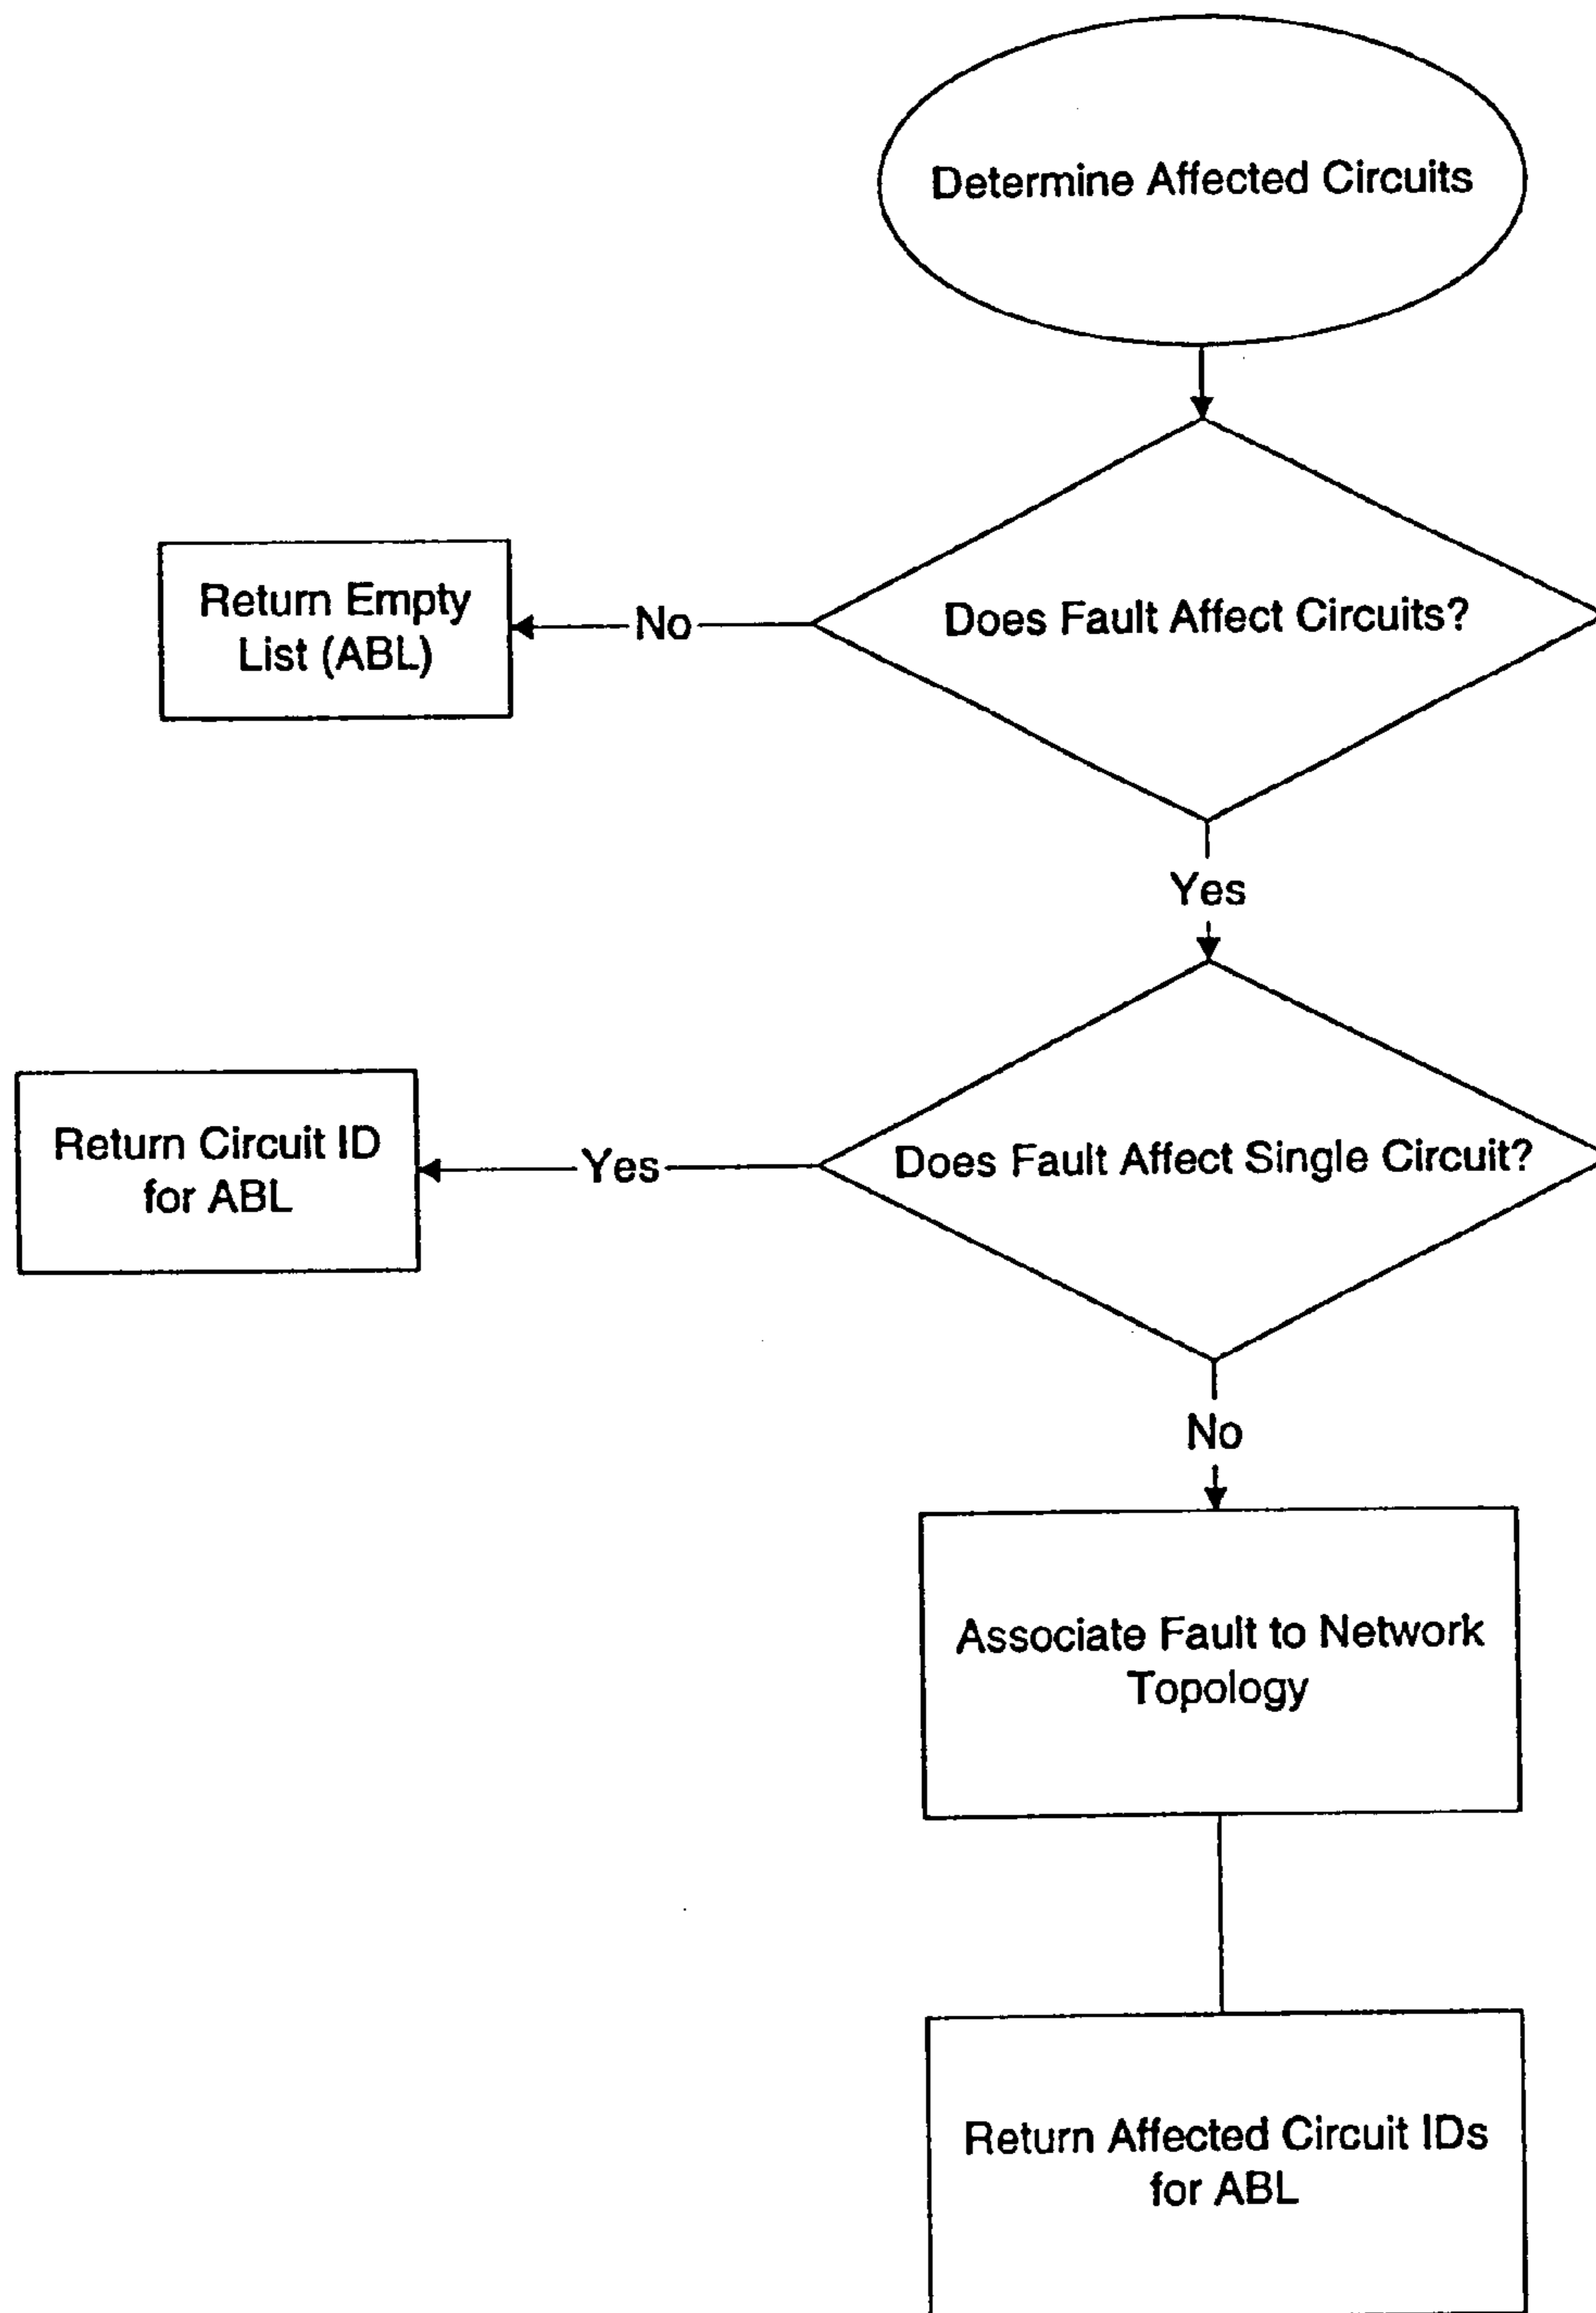 Determine Affected Circuits
Does Fault Affect Circuits?
No
Return Empty
List (ABL)
Yes
Does Fault Affect Single Circuit?
Yes
Return Circuit ID
for ABL
No
Associate Fault to Network
Topology
Return Affected Circuit IDs
for ABL